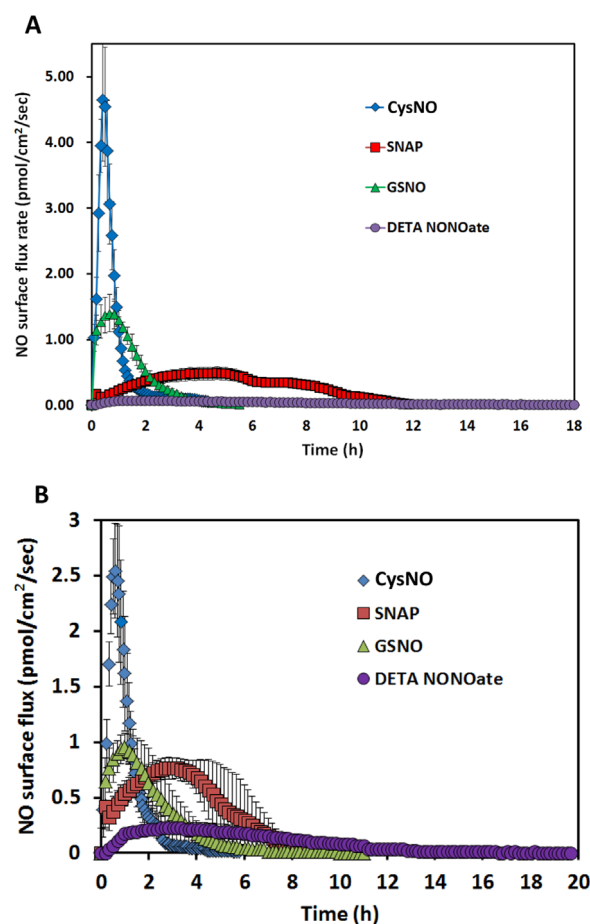 A
NO surface flux rate (pmol/cm²/sec)
5.00
4.00
3.00
2.00
1.00
0.00
CysNO
SNAP
GSNO
DETA NONOate
0 2 4 6 8 10 12 14 16 18
Time (h)
B
NO surface flux (pmol/cm²/sec)
3
2.5
2
1.5
1
0.5
0
CysNO
SNAP
GSNO
DETA NONOate
0 2 4 6 8 10 12 14 16 18 20
Time (h)